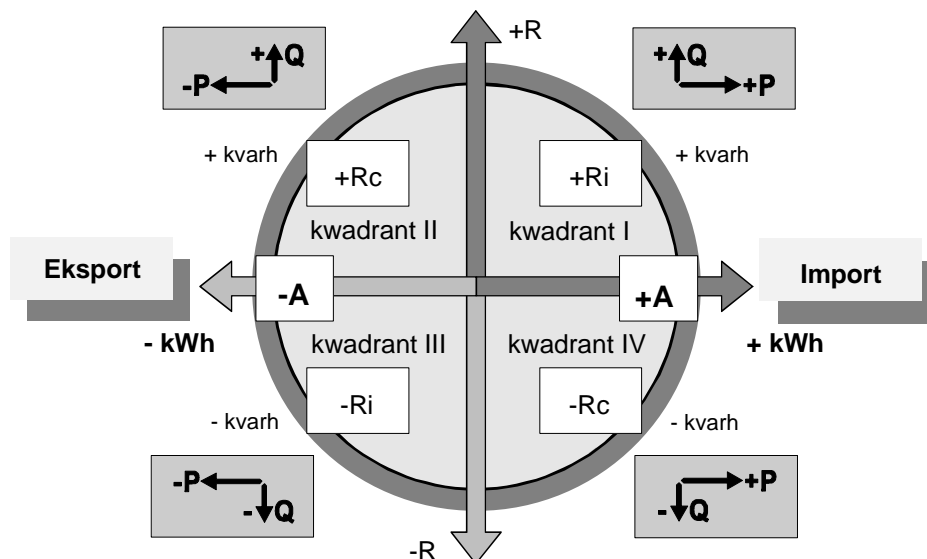 +R
+Q
-P
+Q
+P
+ kvarh
+ kvarh
+Rc
+Ri
kwadrant II
kwadrant I
Eksport
-A
+A
Import
- kWh
+ kWh
kwadrant III
kwadrant IV
-Ri
-Rc
- kvarh
- kvarh
-P
-Q
+P
-Q
-R